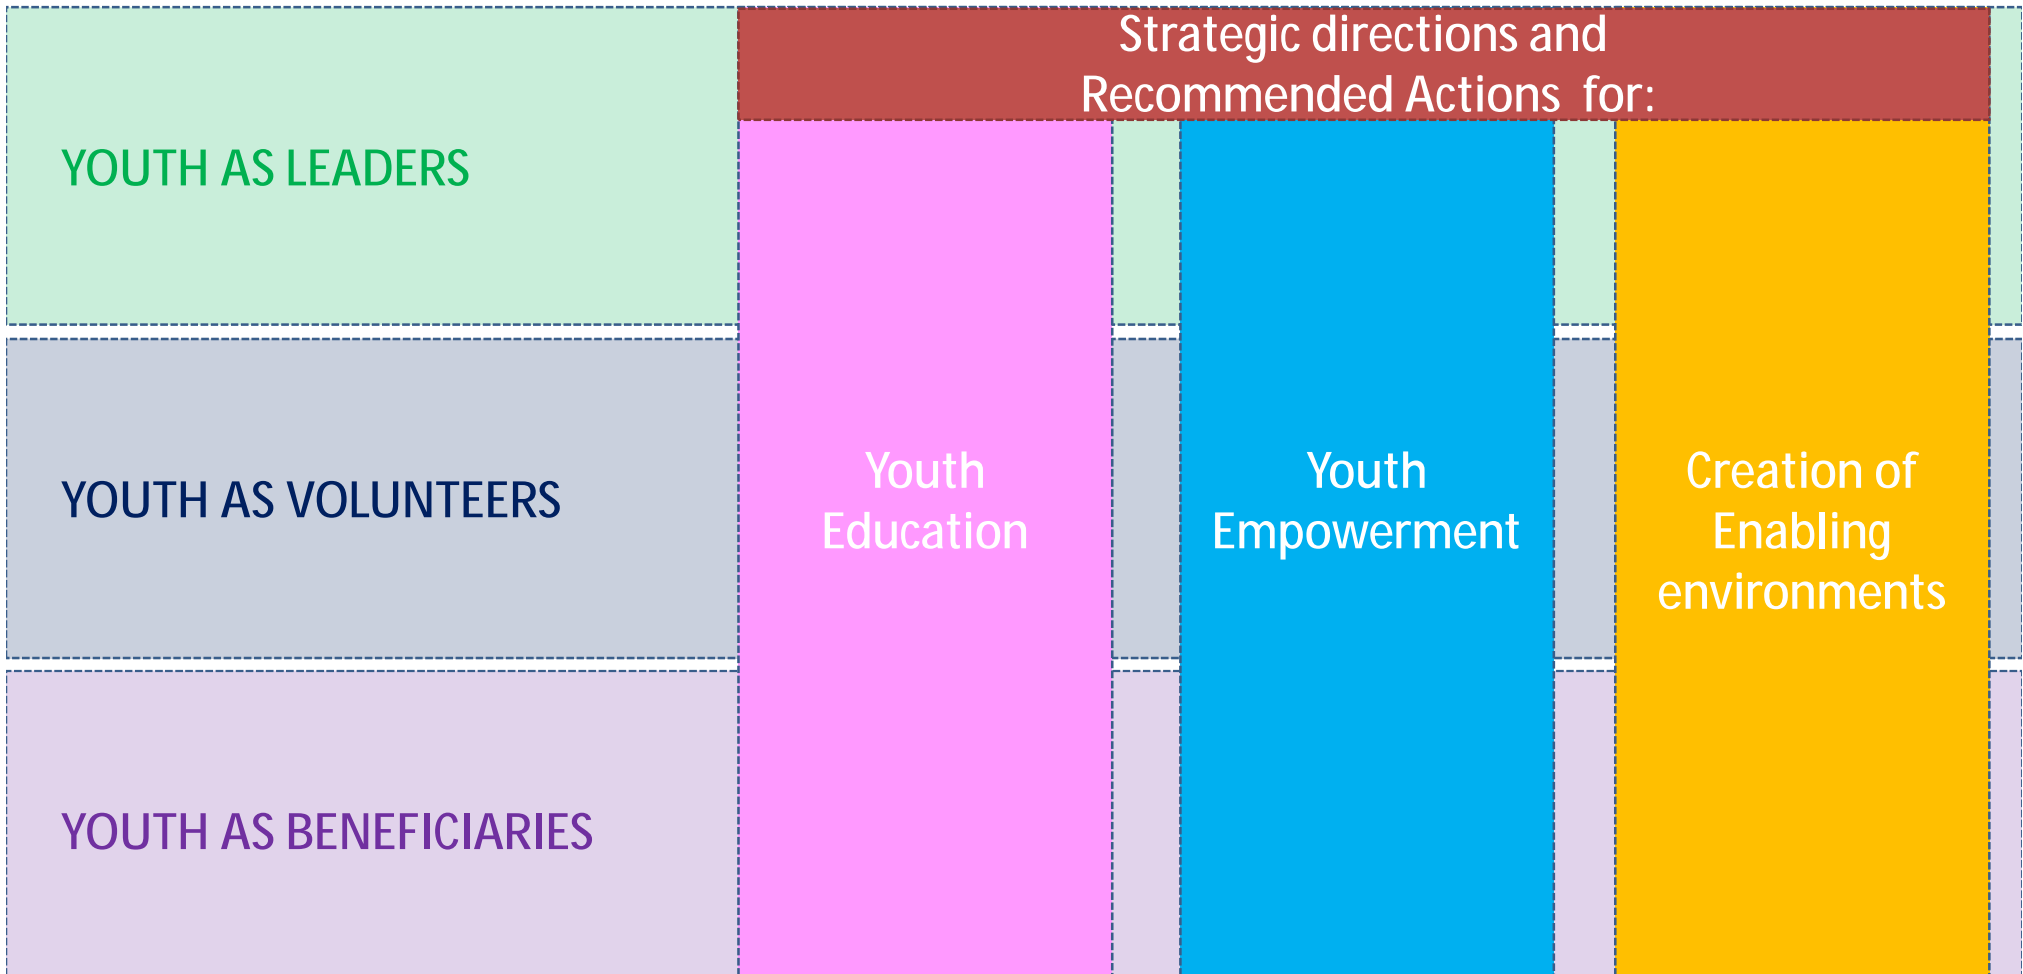 Strategic directions and
Recommended Actions for:
YOUTH AS LEADERS
YOUTH AS VOLUNTEERS
YOUTH AS BENEFICIARIES
Youth
Education
Youth
Empowerment
Creation of
Enabling
environments